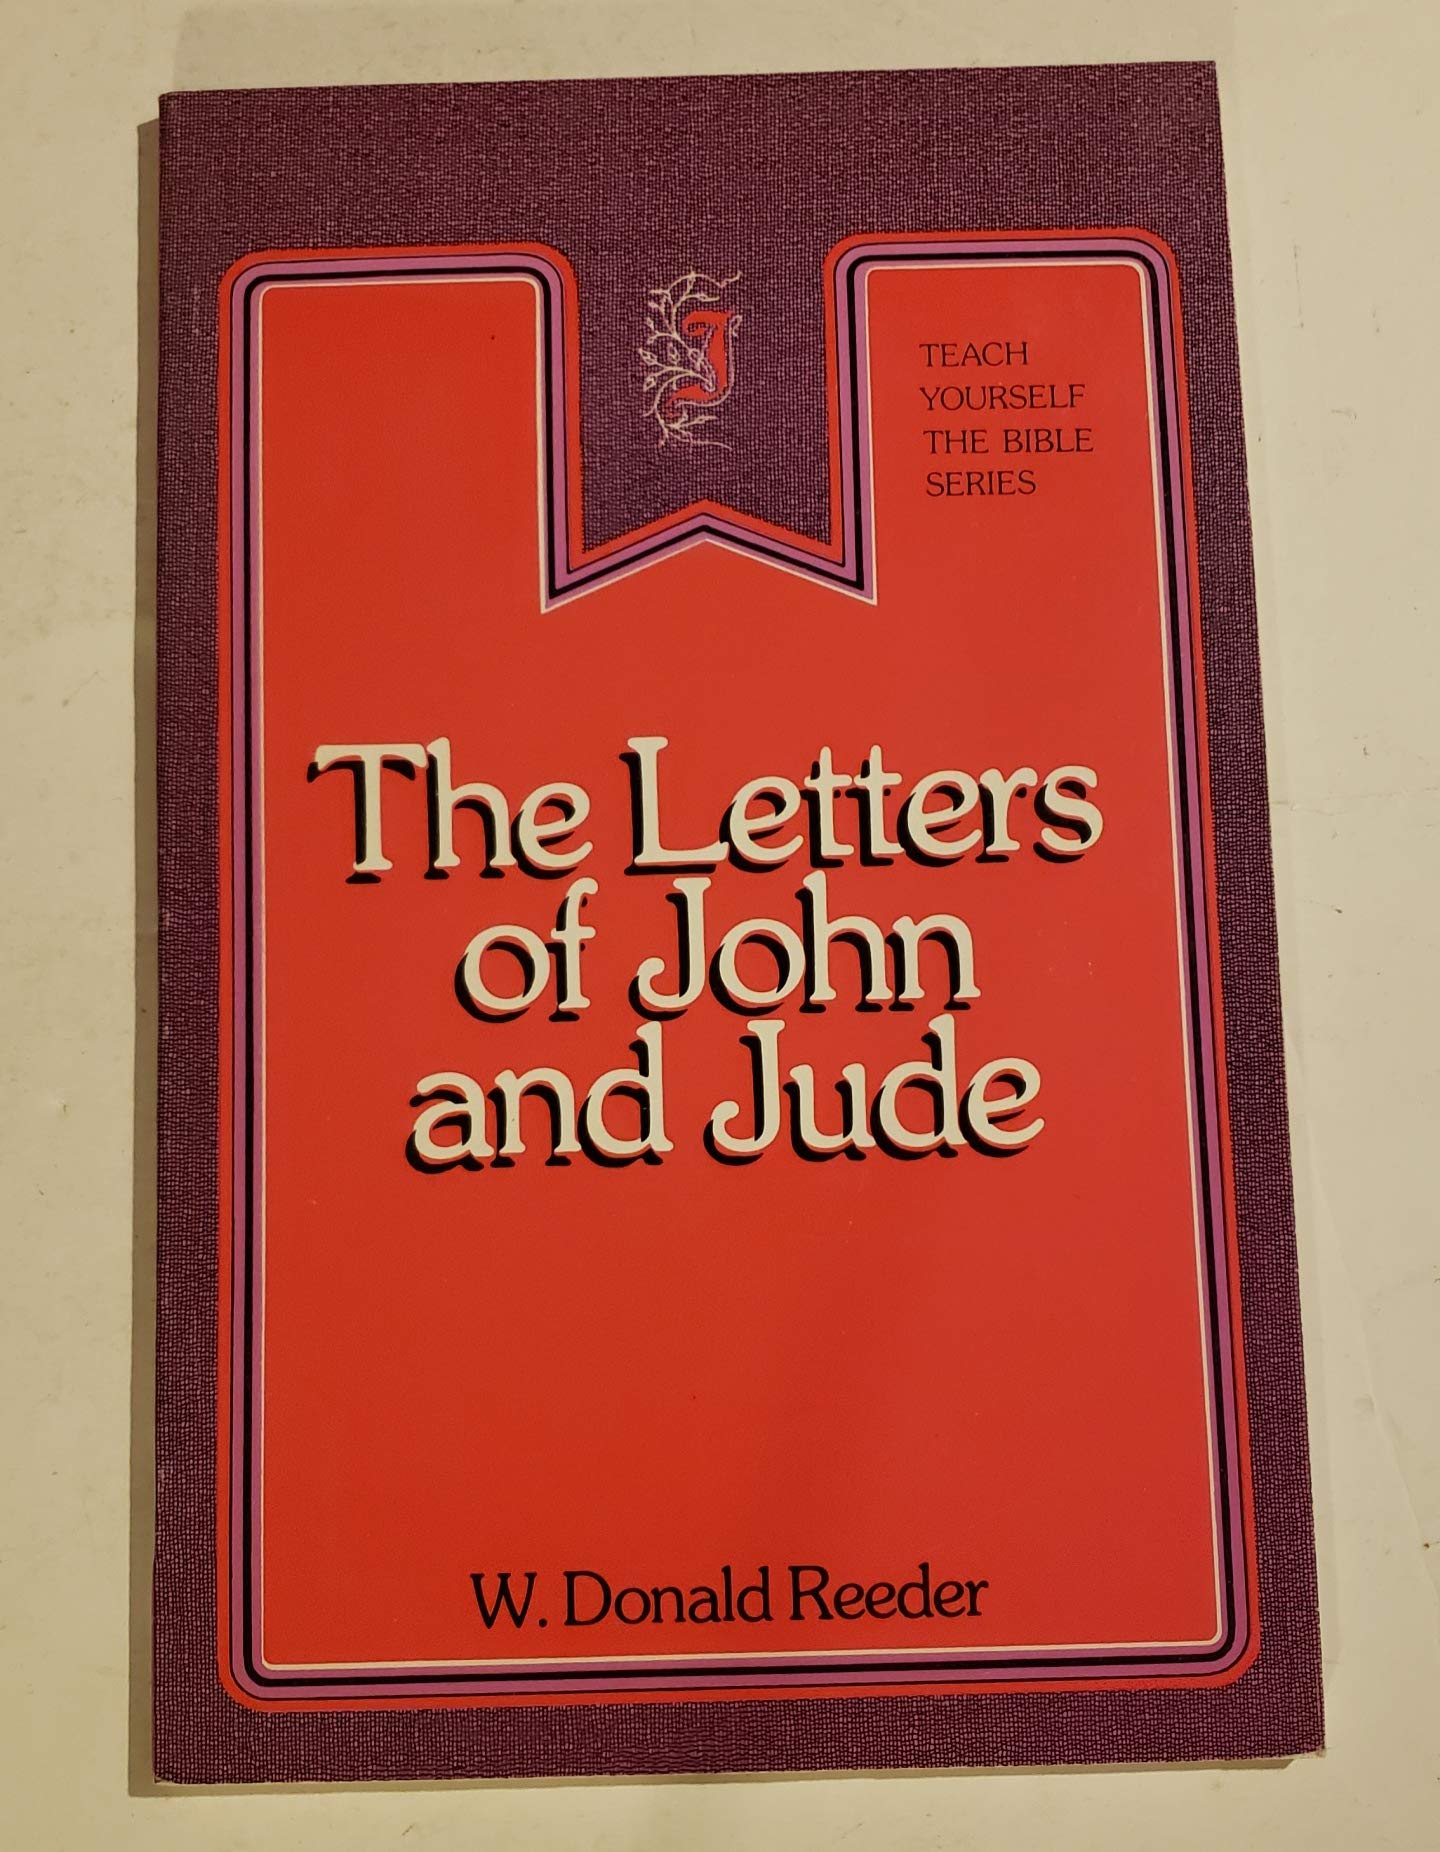 J
TEACH
YOURSELF
THE BIBLE
SERIES
The Letters
of John
and Jude
W. Donald Reeder